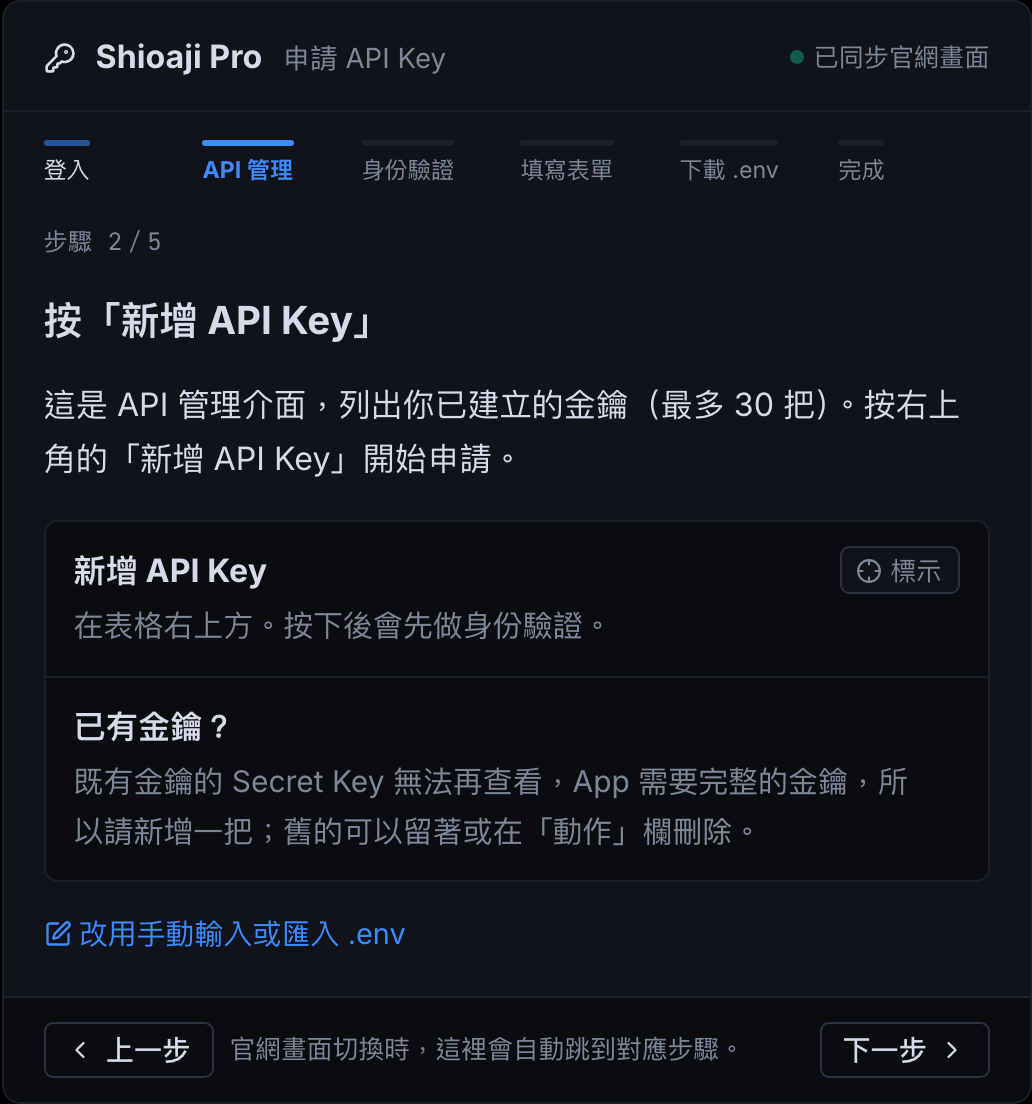 Shioaji Pro 申請 API Key
已同步官網畫面
登入
API 管理
身份驗證
填寫表單
下載 .env
完成
步驟 2 / 5
按「新增 API Key」
這是 API 管理介面，列出你已建立的金鑰（最多 30 把）。按右上
角的「新增 API Key」開始申請。
新增 API Key
標示
在表格右上方。按下後會先做身份驗證。
已有金鑰？
既有金鑰的 Secret Key 無法再查看，App 需要完整的金鑰，所
以請新增一把；舊的可以留著或在「動作」欄刪除。
改用手動輸入或匯入 .env
上一步
官網畫面切換時，這裡會自動跳到對應步驟。
下一步